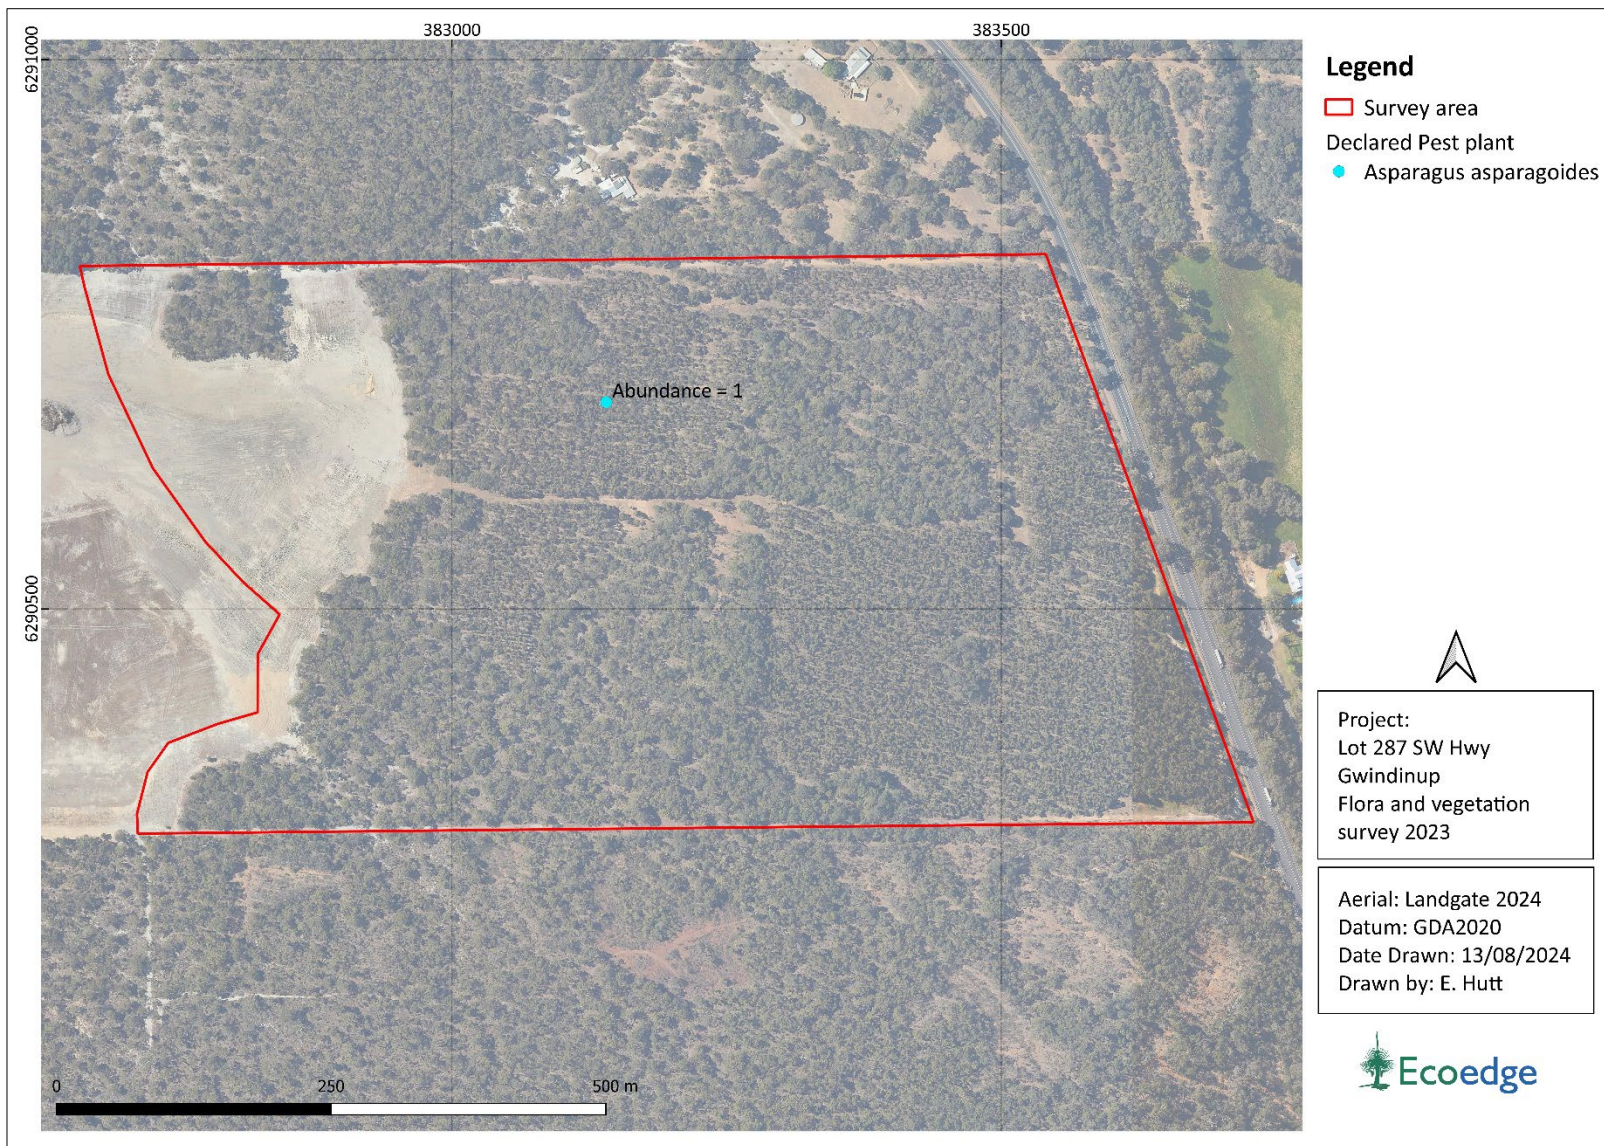 383000
383500
6291000
6290500
Abundance = 1
0
250
500 m
Legend
Survey area
Declared Pest plant
Asparagus asparagoides
Project:
Lot 287 SW Hwy
Gwindinup
Flora and vegetation
survey 2023
Aerial: Landgate 2024
Datum: GDA2020
Date Drawn: 13/08/2024
Drawn by: E. Hutt
Ecoedge